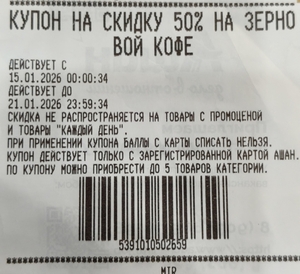 КУПОН НА СКИДКУ 50% НА ЗЕРНО
ВОЙ КОФЕ
ДЕЙСТВУЕТ С
15.01.2026 00:00:34
ДЕЙСТВУЕТ ДО
21.01.2026 23:59:34
СКИДКА НЕ РАСПРОСТРАНЯЕТСЯ НА ТОВАРЫ С ПРОМОЦЕНОЙ
И ТОВАРЫ "КАЖДЫЙ ДЕНЬ".
ПРИ ПРИМЕНЕНИИ КУПОНА БАЛЛЫ С КАРТЫ СПИСАТЬ НЕЛЬЗЯ.
КУПОН ДЕЙСТВУЕТ ТОЛЬКО С ЗАРЕГИСТРИРОВАННОЙ КАРТОЙ АШАН.
ПО КУПОНУ МОЖНО ПРИОБРЕСТИ ДО 5 ТОВАРОВ КАТЕГОРИИ.
5391010502659